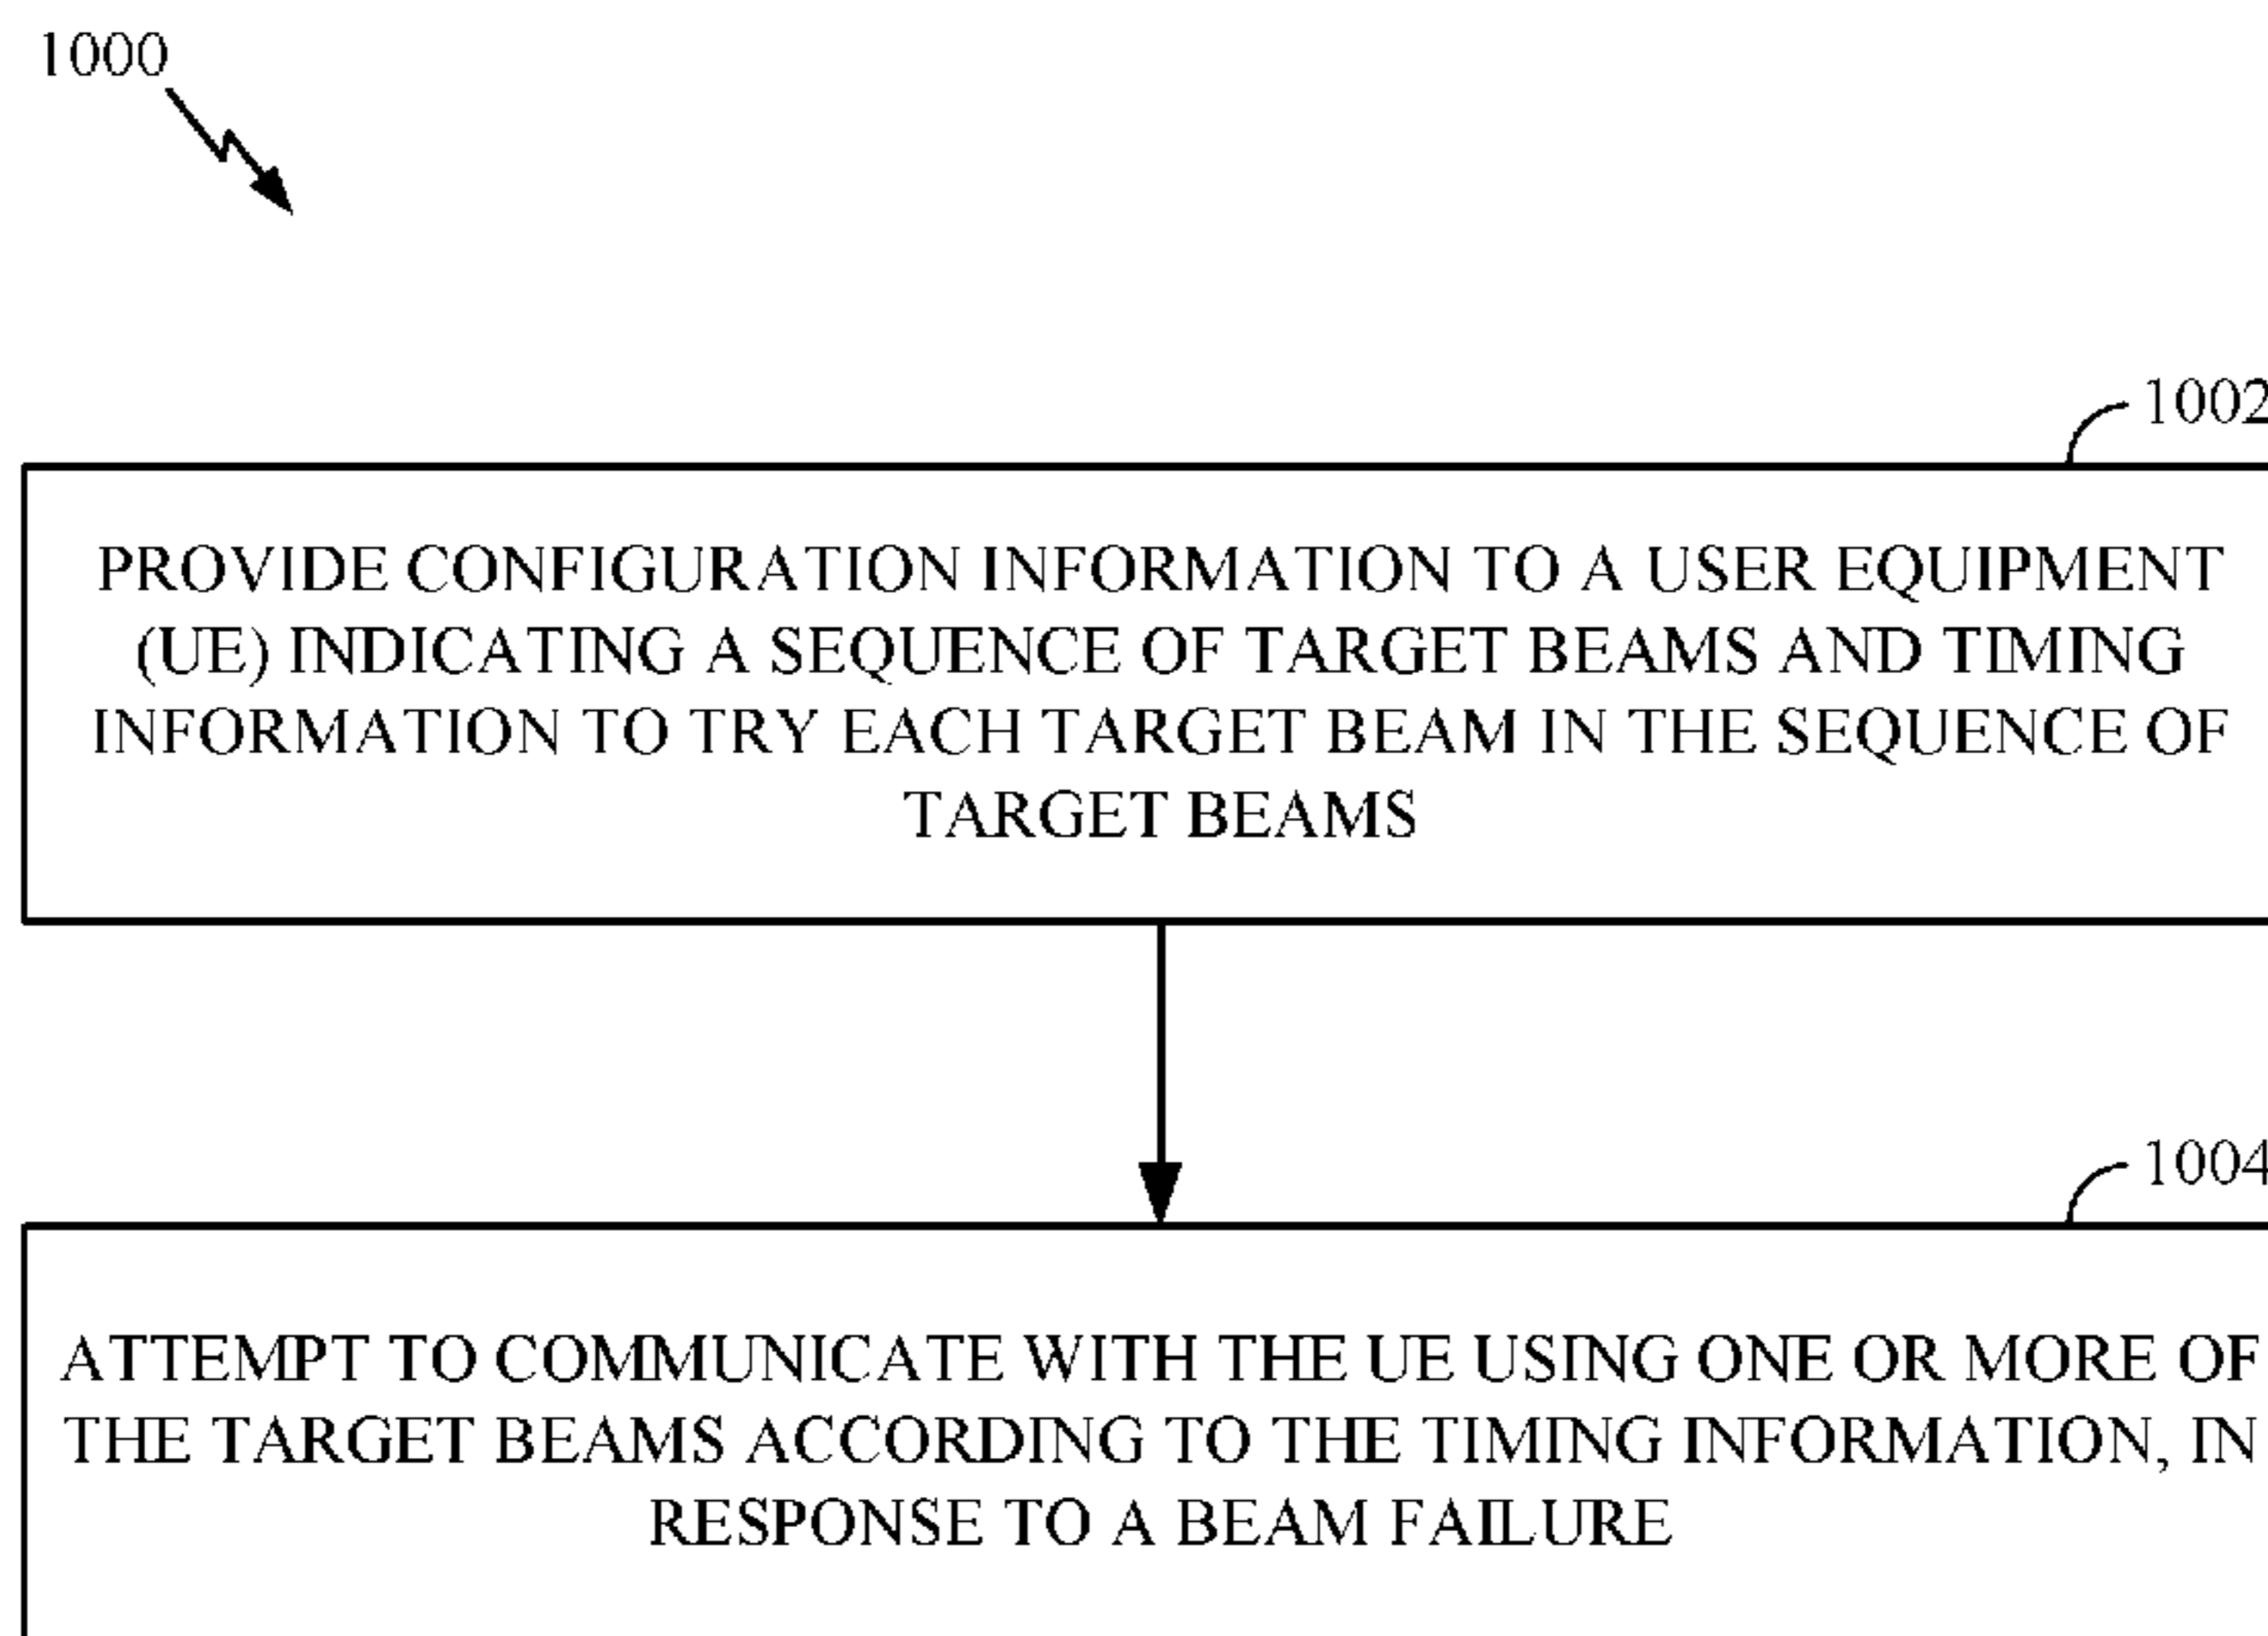 1000
1002
PROVIDE CONFIGURATION INFORMATION TO A USER EQUIPMENT
(UE) INDICATING A SEQUENCE OF TARGET BEAMS AND TIMING
INFORMATION TO TRY EACH TARGET BEAM IN THE SEQUENCE OF
TARGET BEAMS
1004
ATTEMPT TO COMMUNICATE WITH THE UE USING ONE OR MORE OF
THE TARGET BEAMS ACCORDING TO THE TIMING INFORMATION, IN
RESPONSE TO A BEAM FAILURE